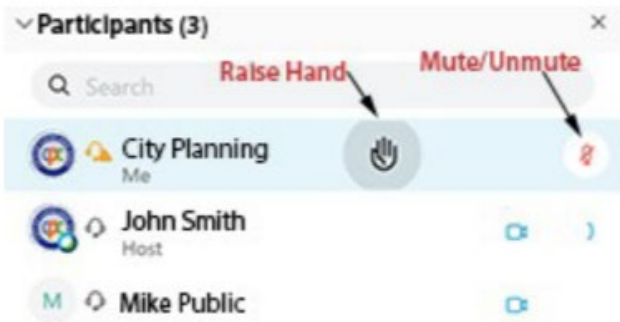 Participants (3)
Search
Raise Hand
Mute/Unmute
City Planning
Me
John Smith
Host
M Mike Public